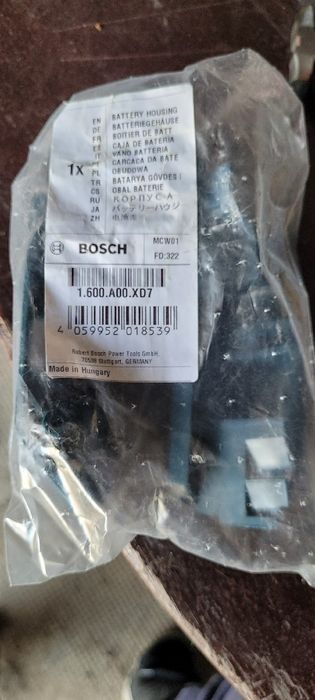 EN BATTERY HOUSING
DE BATTERIEGEHÄUSE
FR BOITIER DE BATT
ES CAJA DE BATERIA
IT VANO BATTERIA
PT CARCACA DA BATE
1x
PL OBUDOWA
TR BATARYA GÖVDES İ
CS OBAL BATERIE
RU КОРПУС А
JA バッテリーハウジ
ZH
BOSCH
MCW01
FD:322
1.600.A00.XD7
4 059952 018539
Robert Bosch Power Tools GmbH,
70538 Stuttgart, GERMANY
Made in Hungary